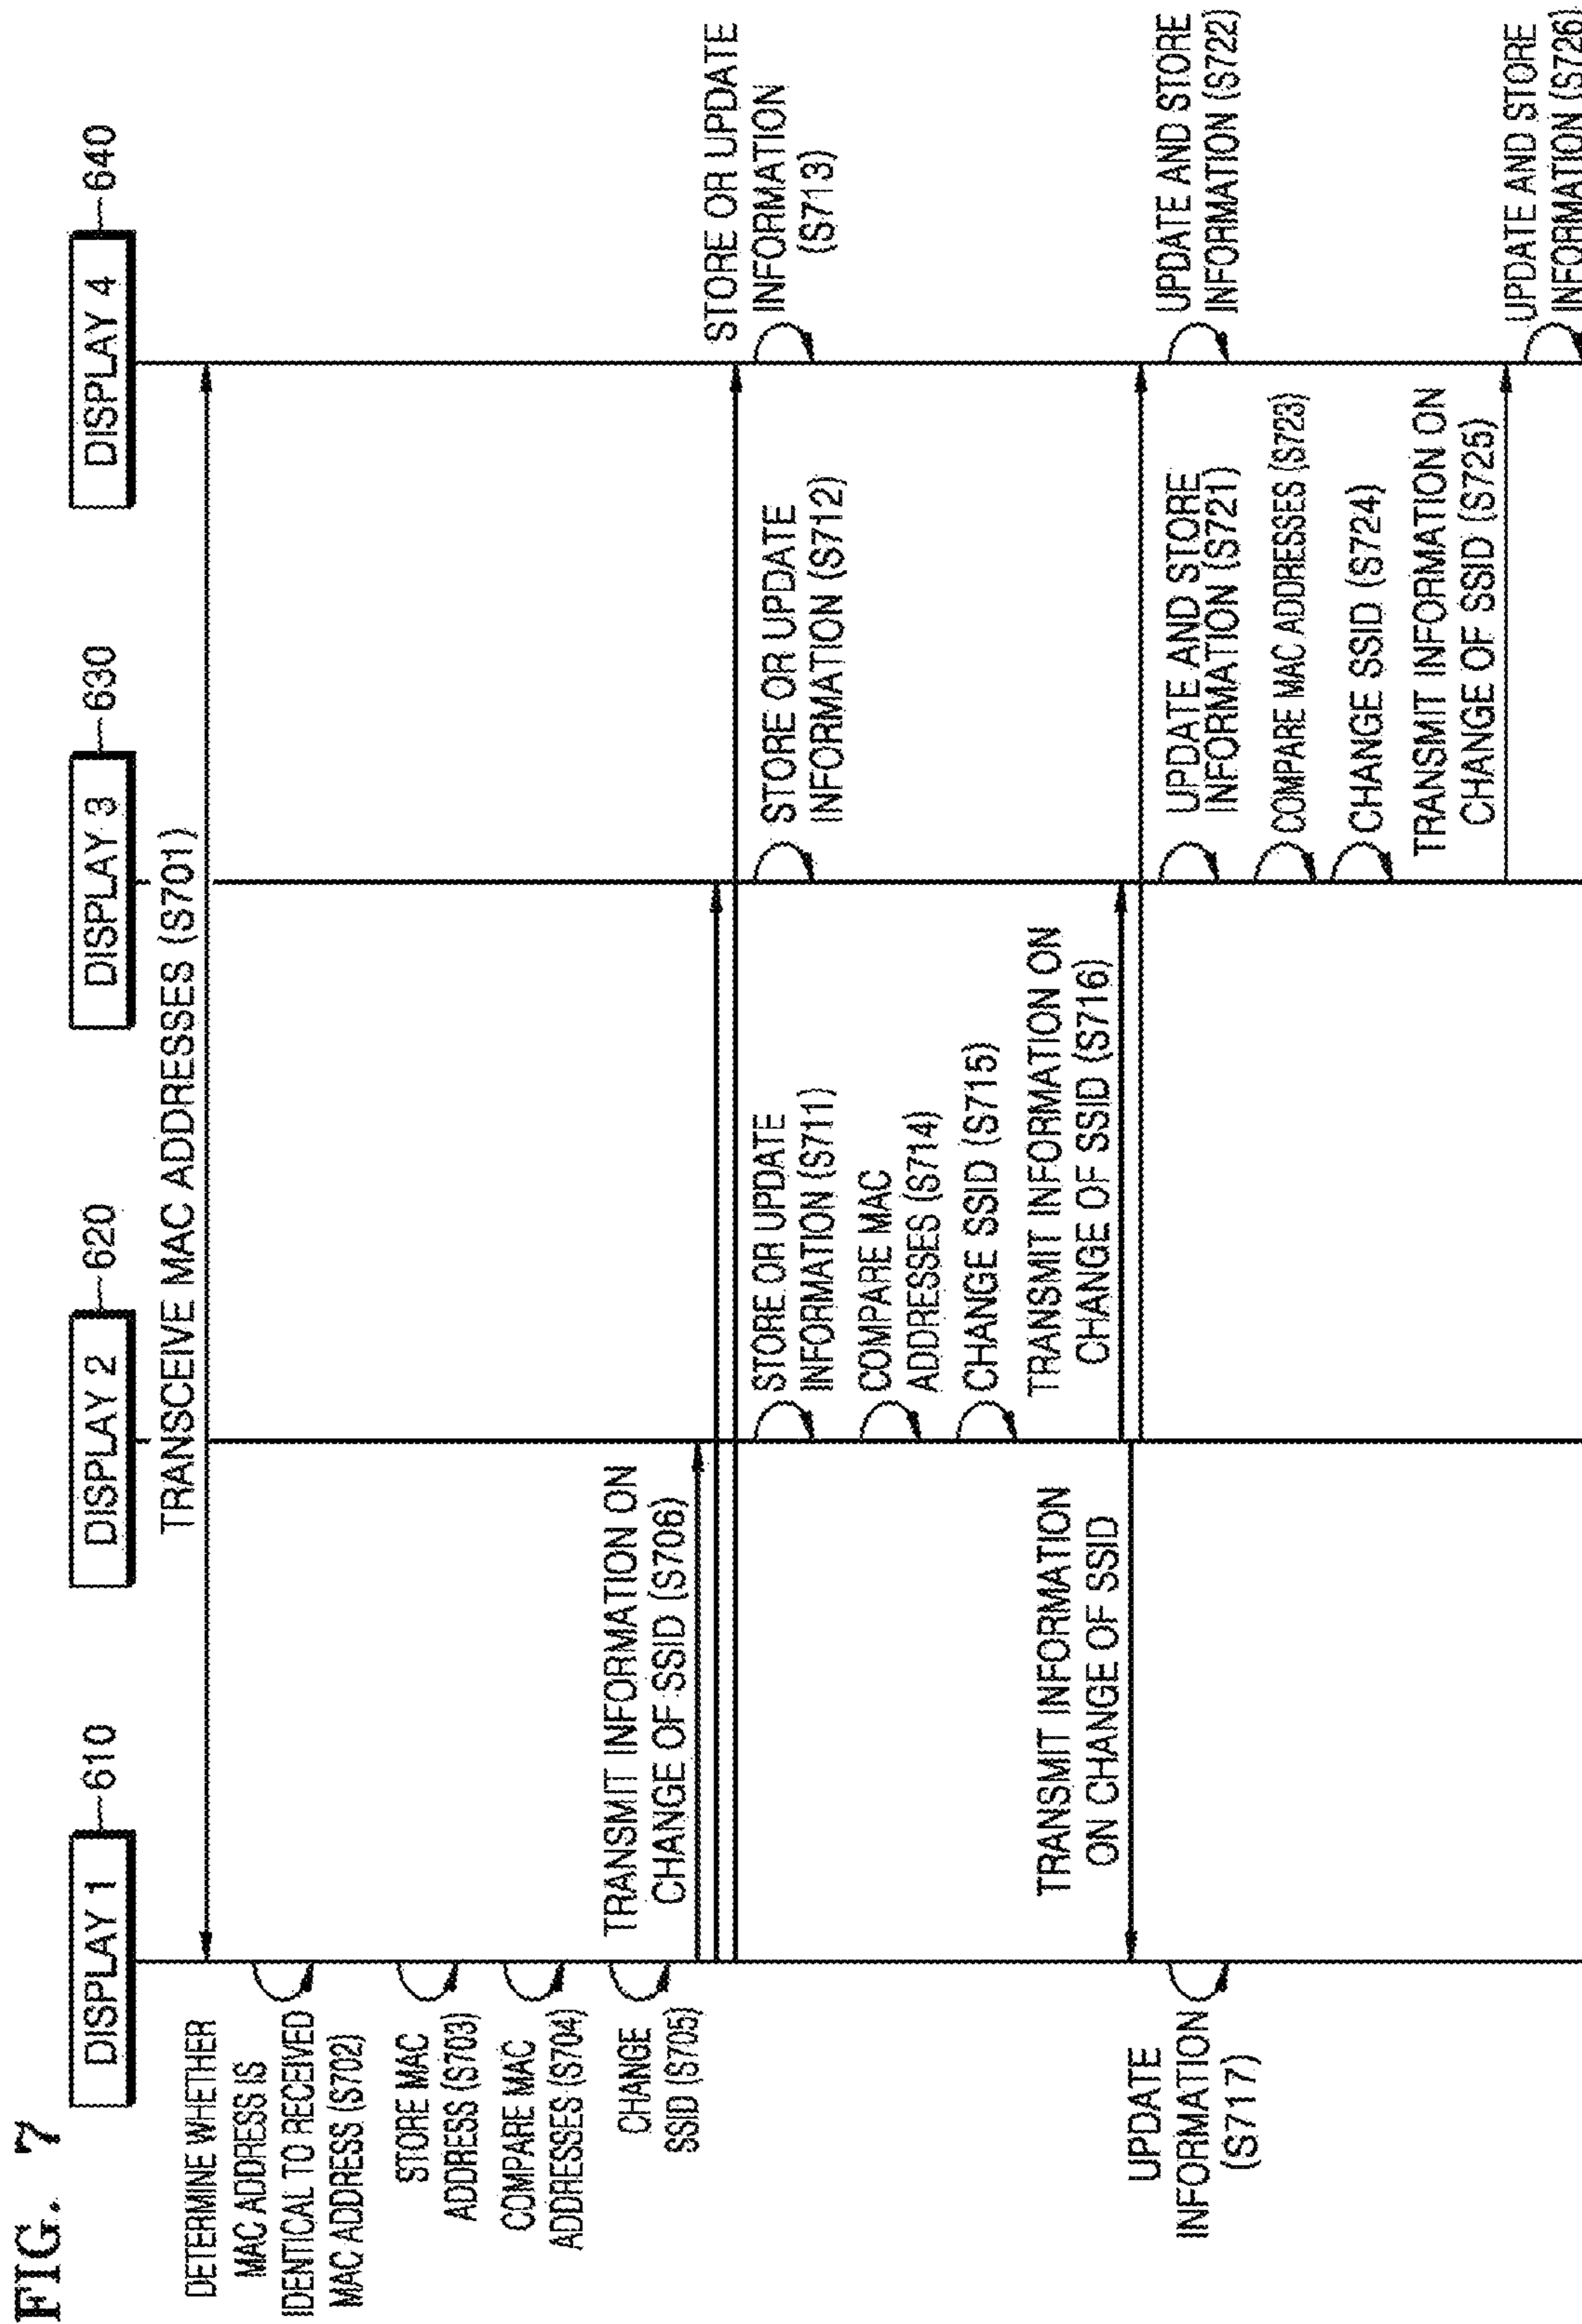 FIG. 7
DISPLAY 1
610
DISPLAY 2
620
DISPLAY 3
630
DISPLAY 4
640
TRANSCEIVE MAC ADDRESSES (S701)
DETERMINE WHETHER
MAC ADDRESS IS
IDENTICAL TO RECEIVED
MAC ADDRESS (S702)
STORE MAC
ADDRESS (S703)
COMPARE MAC
ADDRESSES (S704)
CHANGE
SSID (S705)
TRANSMIT INFORMATION ON
CHANGE OF SSID (S706)
STORE OR UPDATE
INFORMATION (S711)
STORE OR UPDATE
INFORMATION (S712)
STORE OR UPDATE
INFORMATION
(S713)
COMPARE MAC
ADDRESSES (S714)
CHANGE SSID (S715)
TRANSMIT INFORMATION ON
CHANGE OF SSID (S716)
TRANSMIT INFORMATION
ON CHANGE OF SSID
UPDATE
INFORMATION
(S717)
UPDATE AND STORE
INFORMATION (S721)
UPDATE AND STORE
INFORMATION (S722)
COMPARE MAC ADDRESSES (S723)
CHANGE SSID (S724)
TRANSMIT INFORMATION ON
CHANGE OF SSID (S725)
UPDATE AND STORE
INFORMATION (S726)